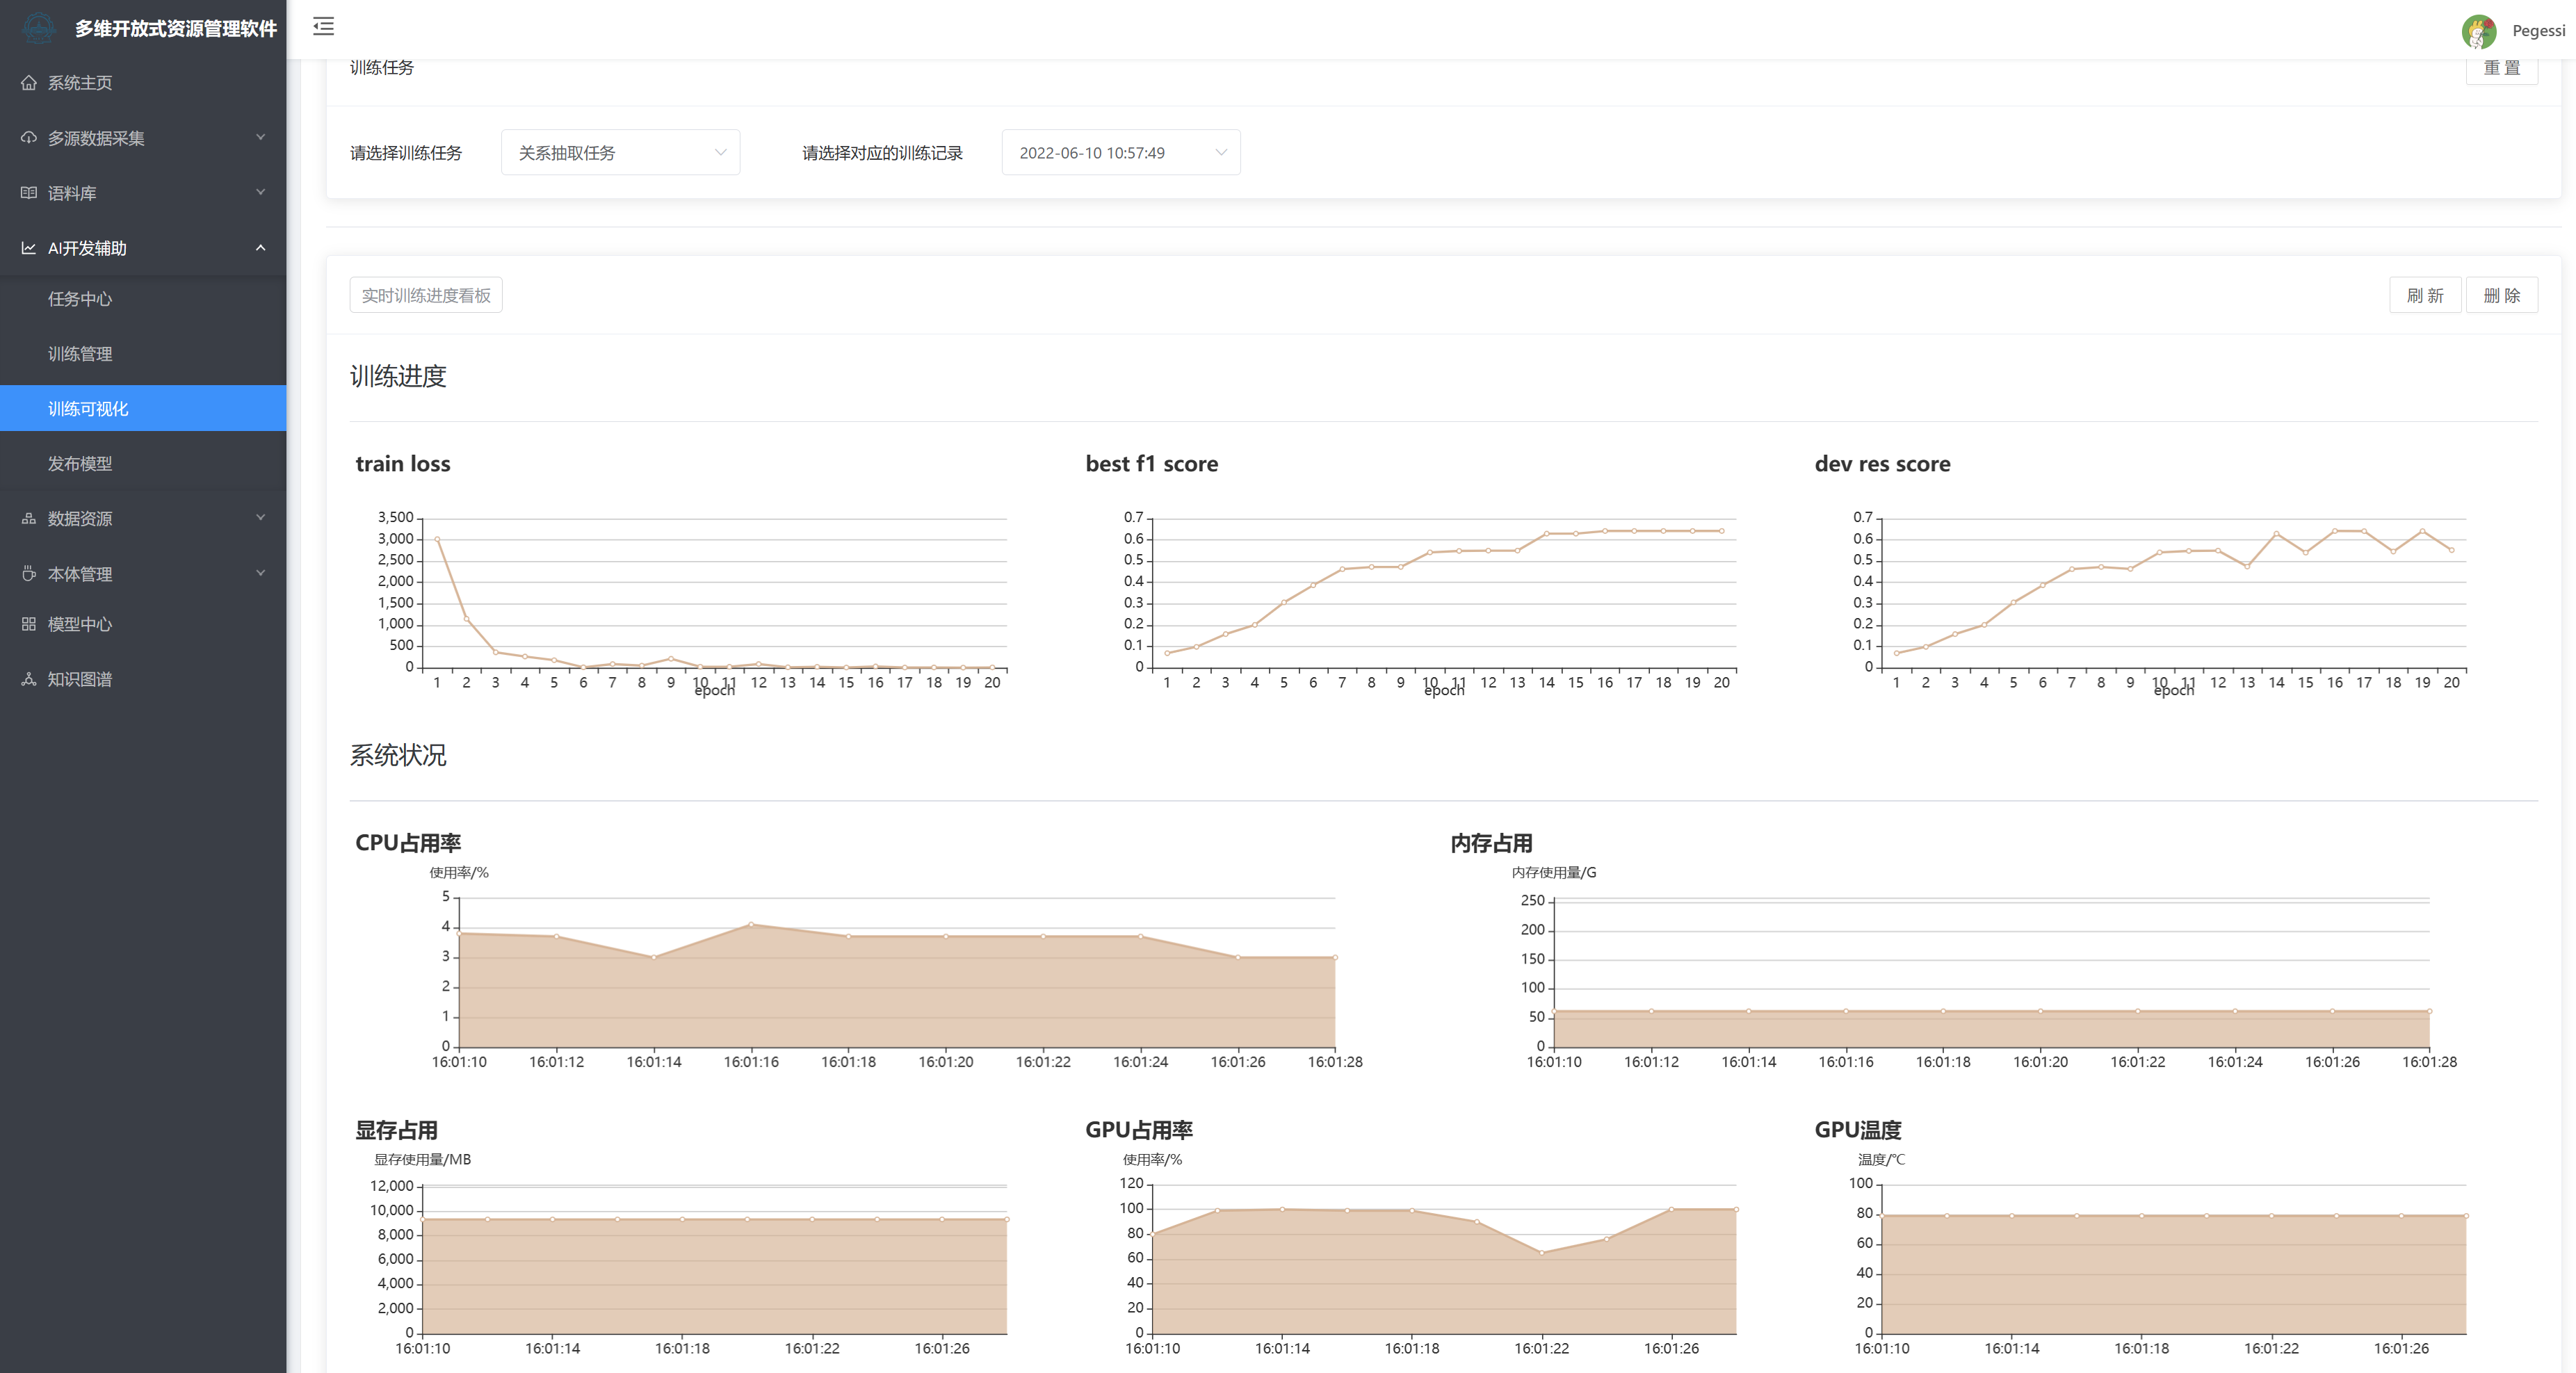 多维开放式资源管理软件
Pegessi
系统主页
多源数据采集
语料库
AI开发辅助
任务中心
训练管理
训练可视化
发布模型
数据资源
本体管理
模型中心
知识图谱
训练任务
重 置
请选择训练任务 关系抽取任务 请选择对应的训练记录 2022-06-10 10:57:49
实时训练进度看板
刷 新 删 除
训练进度
train loss
3,500
3,000
2,500
2,000
1,500
1,000
500
0
1 2 3 4 5 6 7 8 9 10 11 12 13 14 15 16 17 18 19 20
epoch
best f1 score
0.7
0.6
0.5
0.4
0.3
0.2
0.1
0
1 2 3 4 5 6 7 8 9 10 11 12 13 14 15 16 17 18 19 20
epoch
dev res score
0.7
0.6
0.5
0.4
0.3
0.2
0.1
0
1 2 3 4 5 6 7 8 9 10 11 12 13 14 15 16 17 18 19 20
epoch
系统状况
CPU占用率
使用率/%
5
4
3
2
1
0
16:01:10 16:01:12 16:01:14 16:01:16 16:01:18 16:01:20 16:01:22 16:01:24 16:01:26 16:01:28
内存占用
内存使用量/G
250
200
150
100
50
0
16:01:10 16:01:12 16:01:14 16:01:16 16:01:18 16:01:20 16:01:22 16:01:24 16:01:26 16:01:28
显存占用
显存使用量/MB
12,000
10,000
8,000
6,000
4,000
2,000
0
16:01:10 16:01:14 16:01:18 16:01:22 16:01:26
GPU占用率
使用率/%
120
100
80
60
40
20
0
16:01:10 16:01:14 16:01:18 16:01:22 16:01:26
GPU温度
温度/℃
100
80
60
40
20
0
16:01:10 16:01:14 16:01:18 16:01:22 16:01:26